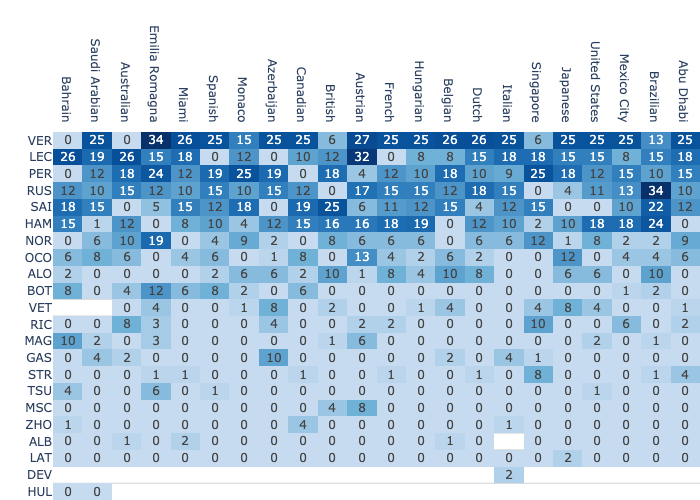 Bahrain
Saudi Arabian
Australian
Emilia Romagna
Miami
Spanish
Monaco
Azerbaijan
Canadian
British
Austrian
French
Hungarian
Belgian
Dutch
Italian
Singapore
Japanese
United States
Mexico City
Brazilian
Abu Dhabi
VER 0 25 0 34 26 25 15 25 25 6 27 25 25 26 26 25 6 25 25 25 13 25
LEC 26 19 26 15 18 0 12 0 10 12 32 0 8 8 15 18 18 15 15 8 15 18
PER 0 12 18 24 12 19 25 19 0 18 4 12 10 18 10 9 25 18 12 15 10 15
RUS 12 10 15 12 10 15 10 15 12 0 17 15 15 12 18 15 0 4 11 13 34 10
SAI 18 15 0 5 15 12 18 0 19 25 6 11 12 15 4 12 15 0 0 10 22 12
HAM 15 1 12 0 8 10 4 12 15 16 16 18 19 0 12 10 2 10 18 18 24 0
NOR 0 6 10 19 0 4 9 2 0 8 6 6 6 0 6 6 12 1 8 2 2 9
OCO 6 8 6 0 4 6 0 1 8 0 13 4 2 6 2 0 0 12 0 4 4 6
ALO 2 0 0 0 0 2 6 6 2 10 1 8 4 10 8 0 0 6 6 0 10 0
BOT 8 0 4 12 6 8 2 0 6 0 0 0 0 0 0 0 0 0 0 1 2 0
VET 0 4 0 0 1 8 0 2 0 0 1 4 0 0 4 8 4 0 0 1
RIC 0 0 8 3 0 0 0 4 0 0 2 2 0 0 0 0 10 0 0 6 0 2
MAG 10 2 0 3 0 0 0 0 0 1 6 0 0 0 0 0 0 0 2 0 1 0
GAS 0 4 2 0 0 0 0 10 0 0 0 0 0 2 0 4 1 0 0 0 0 0
STR 0 0 0 1 1 0 0 0 1 0 0 1 0 0 1 0 8 0 0 0 1 4
TSU 4 0 0 6 0 1 0 0 0 0 0 0 0 0 0 0 0 0 1 0 0 0
MSC 0 0 0 0 0 0 0 0 0 4 8 0 0 0 0 0 0 0 0 0 0 0
ZHO 1 0 0 0 0 0 0 0 4 0 0 0 0 0 0 1 0 0 0 0 0 0
ALB 0 0 1 0 2 0 0 0 0 0 0 0 0 1 0 0 0 0 0 0 0
LAT 0 0 0 0 0 0 0 0 0 0 0 0 0 0 0 0 0 2 0 0 0 0
DEV 2
HUL 0 0